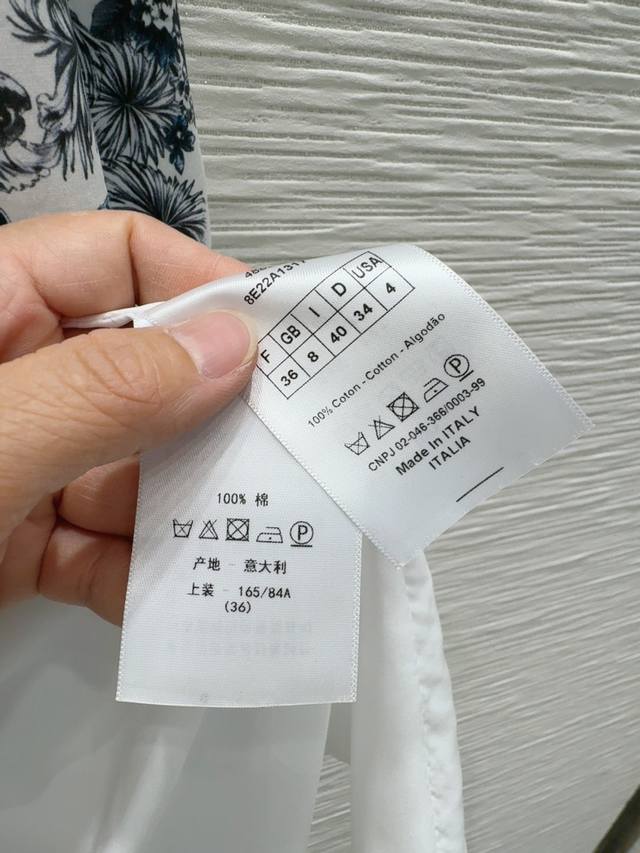 8E22A131
F GB I D USA
36 8 40 34 4
100% Coton - Cotton - Algodão
P
CNPJ 02-046-366/0003-99
Made in ITALY
ITALIA
100% 棉
P
产地 - 意大利
上装 - 165/84A
(36)